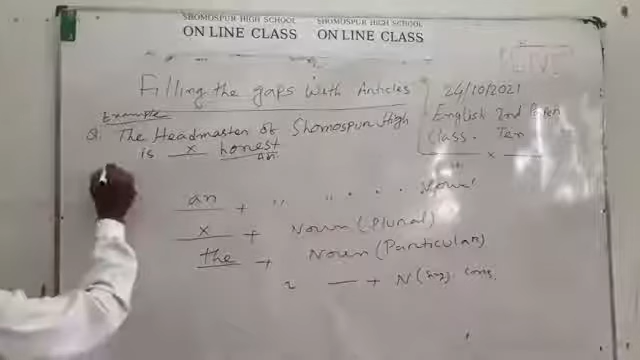 SHOMOSPUR HIGH SCHOOL SHOMOSPUR HIGH SCHOOL
ON LINE CLASS ON LINE CLASS
Filling the gaps with Articles
24/10/2021
Example
English 2nd Paper
Q: The Headmaster of Shomospur High
Class. Ten
is x honest
an
an + " " . . .
x + Noun (Plural)
the + Noun (Particular)
+ N (Sing. Cons.